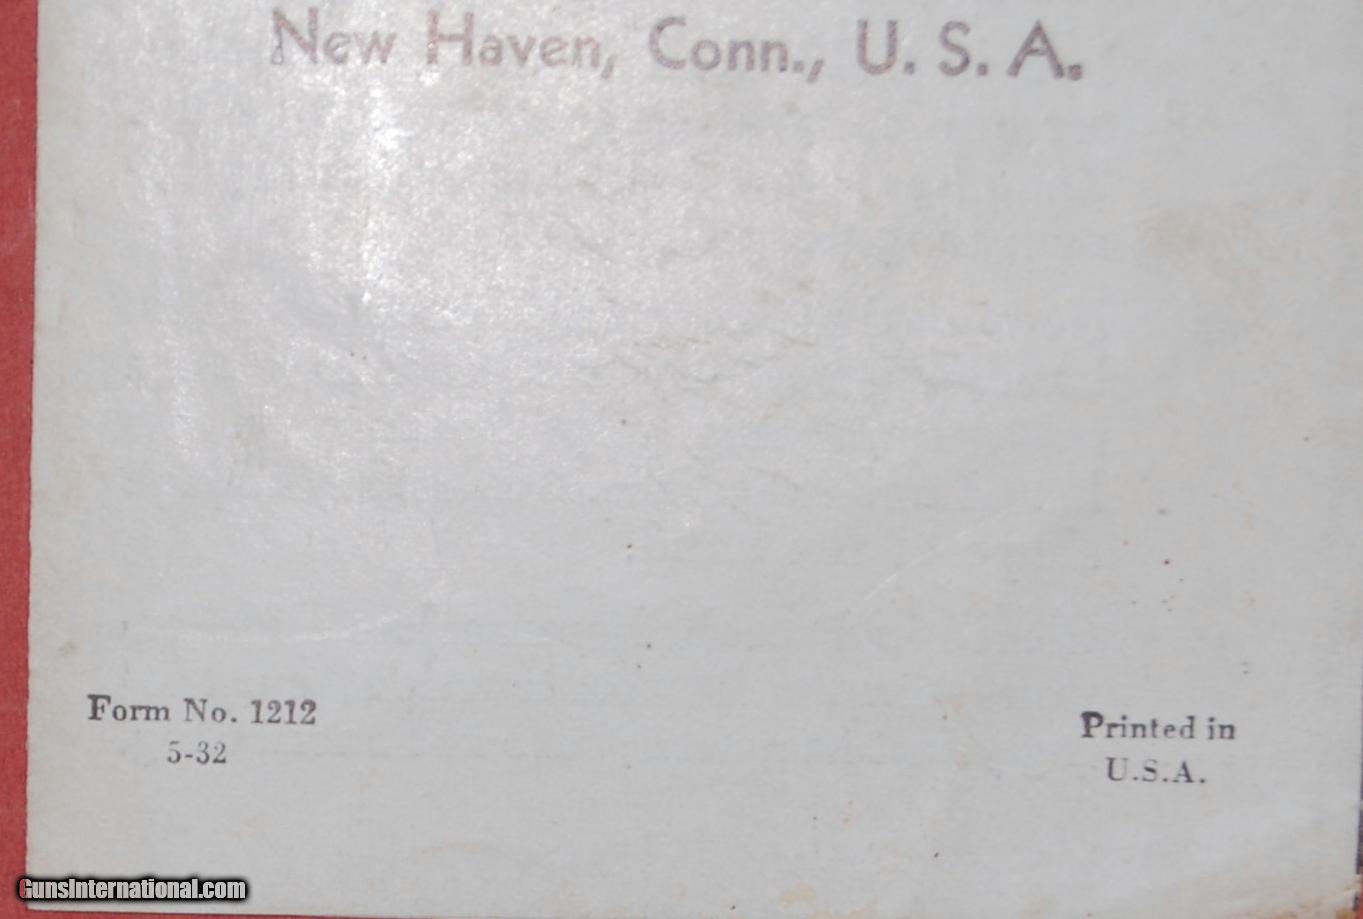 New Haven, Conn., U. S. A.
Form No. 1212
5-32
Printed in
U.S.A.
GunsInternational.com